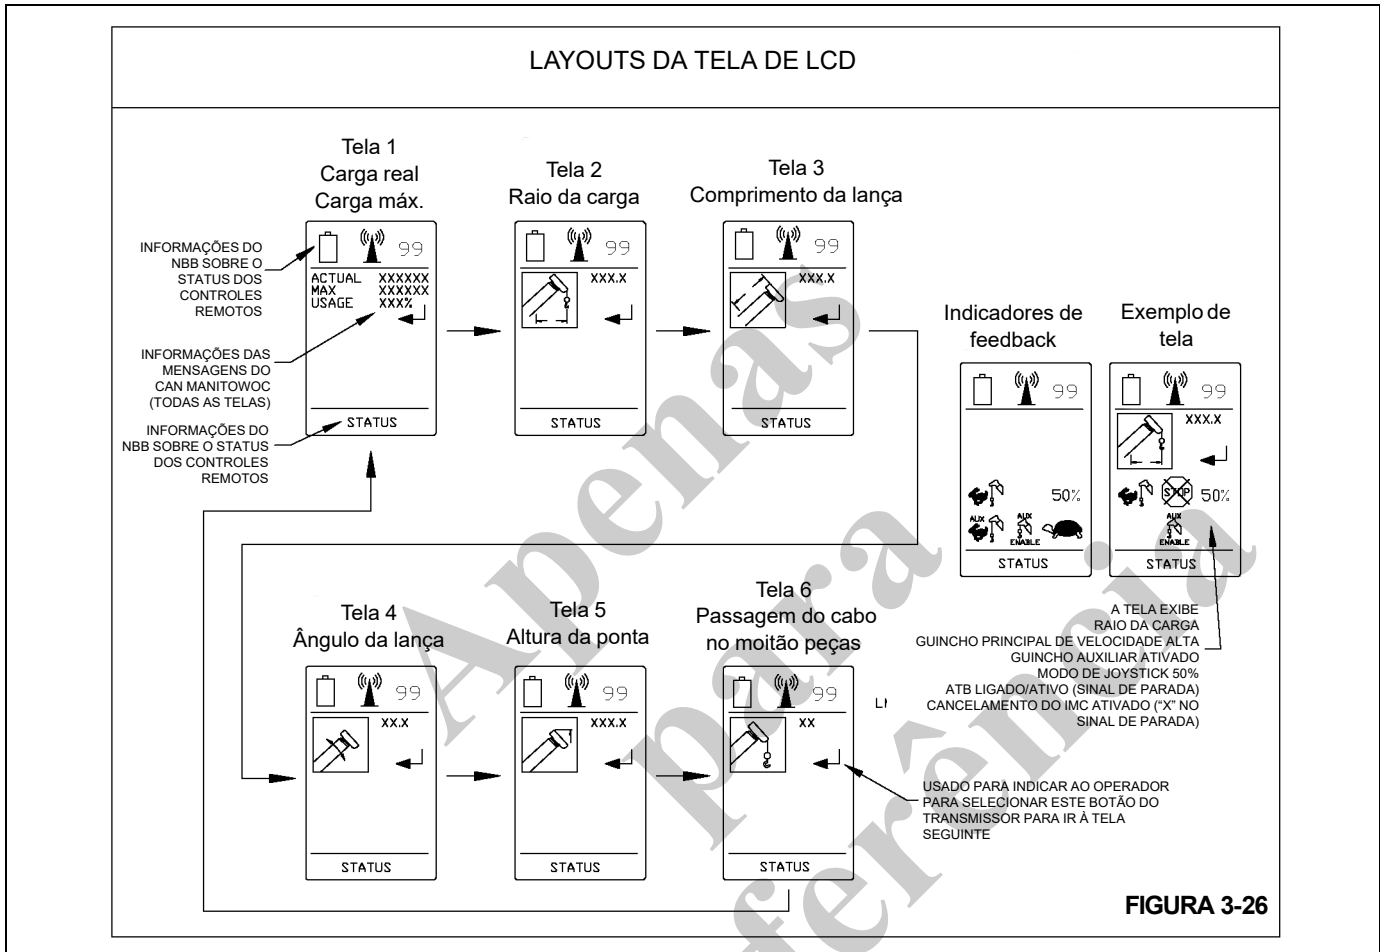 LAYOUTS DA TELA DE LCD
Tela 1
Carga real
Carga máx.
99
ACTUAL XXXXXX
MAX XXXXXX
USAGE XXX%
STATUS
INFORMAÇÕES DO
NBB SOBRE O
STATUS DOS
CONTROLES
REMOTOS
INFORMAÇÕES DAS
MENSAGENS DO
CAN MANITOWOC
(TODAS AS TELAS)
INFORMAÇÕES DO
NBB SOBRE O STATUS
DOS CONTROLES
REMOTOS
Tela 2
Raio da carga
99
XXX.X
STATUS
Tela 3
Comprimento da lança
99
XXX.X
STATUS
Indicadores de
feedback
99
50%
AUX
AUX
ENABLE
STATUS
Exemplo de
tela
99
XXX.X
STOP
50%
AUX
ENABLE
STATUS
A TELA EXIBE
RAIO DA CARGA
GUINCHO PRINCIPAL DE VELOCIDADE ALTA
GUINCHO AUXILIAR ATIVADO
MODO DE JOYSTICK 50%
ATB LIGADO/ATIVO (SINAL DE PARADA)
CANCELAMENTO DO IMC ATIVADO (“X” NO
SINAL DE PARADA)
Tela 4
Ângulo da lança
99
XX.X
STATUS
Tela 5
Altura da ponta
99
XXX.X
STATUS
Tela 6
Passagem do cabo
no moitão peças
99
XX
STATUS
USADO PARA INDICAR AO OPERADOR
PARA SELECIONAR ESTE BOTÃO DO
TRANSMISSOR PARA IR À TELA
SEGUINTE
FIGURA 3-26
Apenas
para